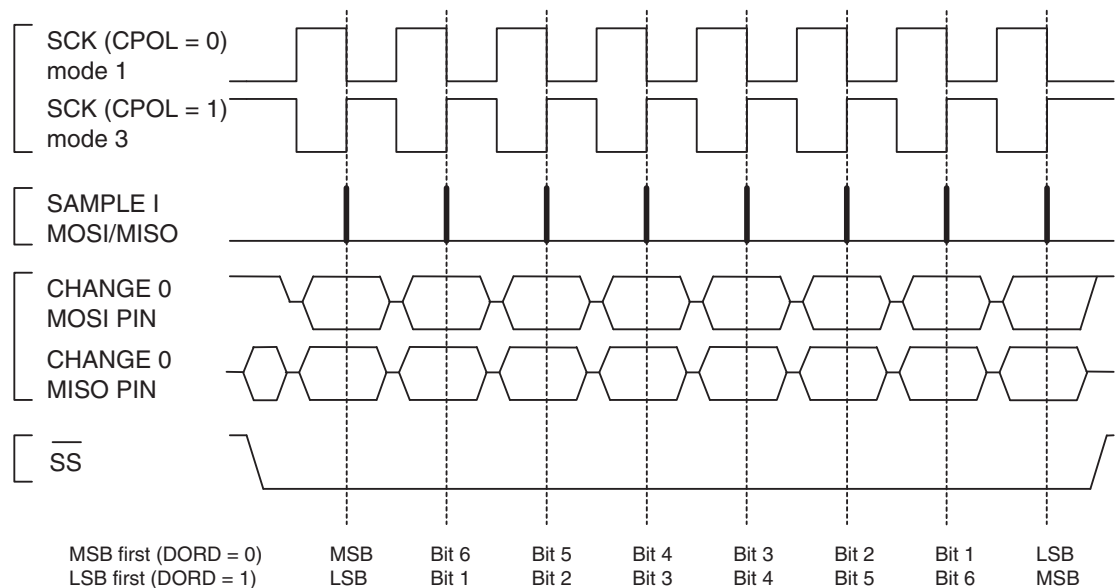 SCK (CPOL = 0)
mode 1
SCK (CPOL = 1)
mode 3
SAMPLE I
MOSI/MISO
CHANGE 0
MOSI PIN
CHANGE 0
MISO PIN
SS
MSB first (DORD = 0) MSB Bit 6 Bit 5 Bit 4 Bit 3 Bit 2 Bit 1 LSB
LSB first (DORD = 1) LSB Bit 1 Bit 2 Bit 3 Bit 4 Bit 5 Bit 6 MSB